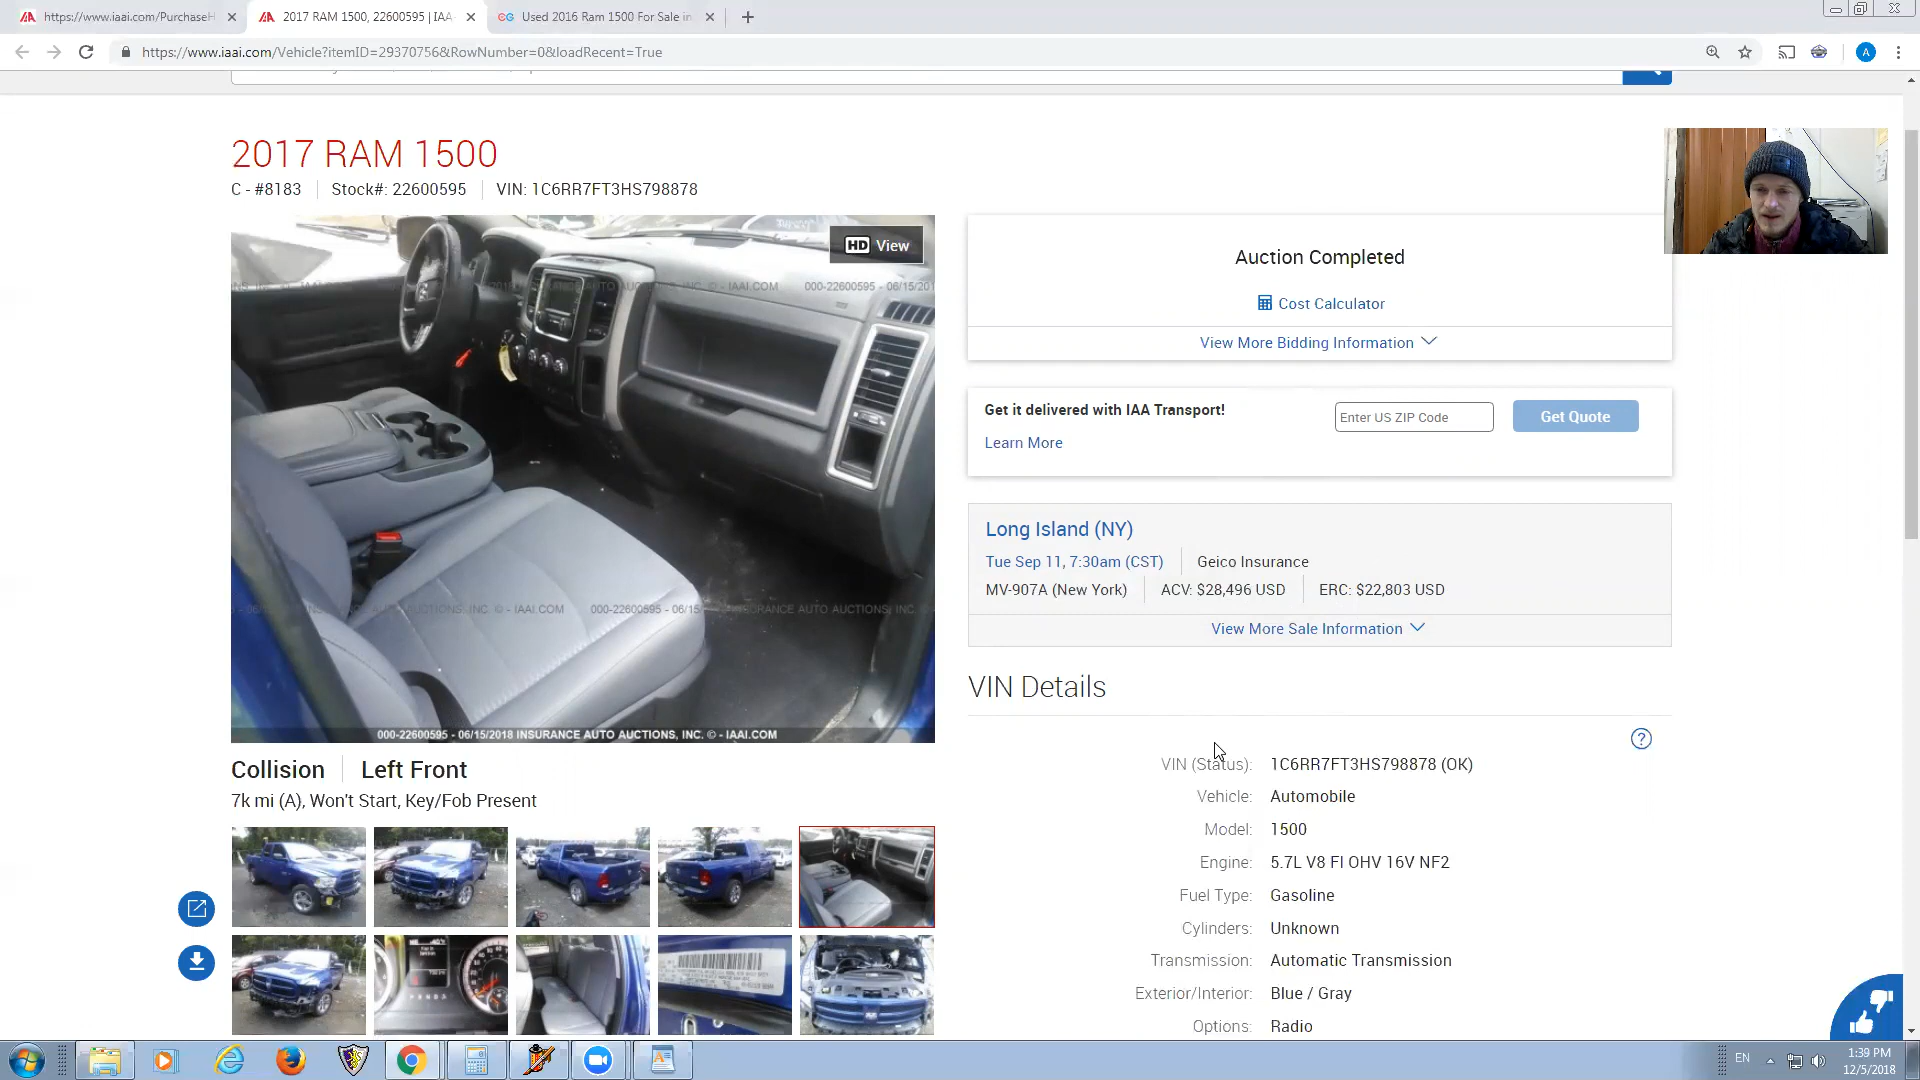 https://www.iaai.com/PurchaseH
2017 RAM 1500, 22600595 | IAA
Used 2016 Ram 1500 For Sale in
https://www.iaai.com/Vehicle?itemID=29370756&RowNumber=0&loadRecent=True
A
2017 RAM 1500
C - #8183
Stock#: 22600595
VIN: 1C6RR7FT3HS798878
HD View
000-22600595 - 06/15/2018 INSURANCE AUTO AUCTIONS, INC. © - IAAI.COM
Collision
Left Front
7k mi (A), Won't Start, Key/Fob Present
Auction Completed
Cost Calculator
View More Bidding Information
Get it delivered with IAA Transport!
Enter US ZIP Code
Get Quote
Learn More
Long Island (NY)
Tue Sep 11, 7:30am (CST)
Geico Insurance
MV-907A (New York)
ACV: $28,496 USD
ERC: $22,803 USD
View More Sale Information
VIN Details
?
VIN (Status): 1C6RR7FT3HS798878 (OK)
Vehicle: Automobile
Model: 1500
Engine: 5.7L V8 FI OHV 16V NF2
Fuel Type: Gasoline
Cylinders: Unknown
Transmission: Automatic Transmission
Exterior/Interior: Blue / Gray
Options: Radio
EN
1:39 PM
12/5/2018